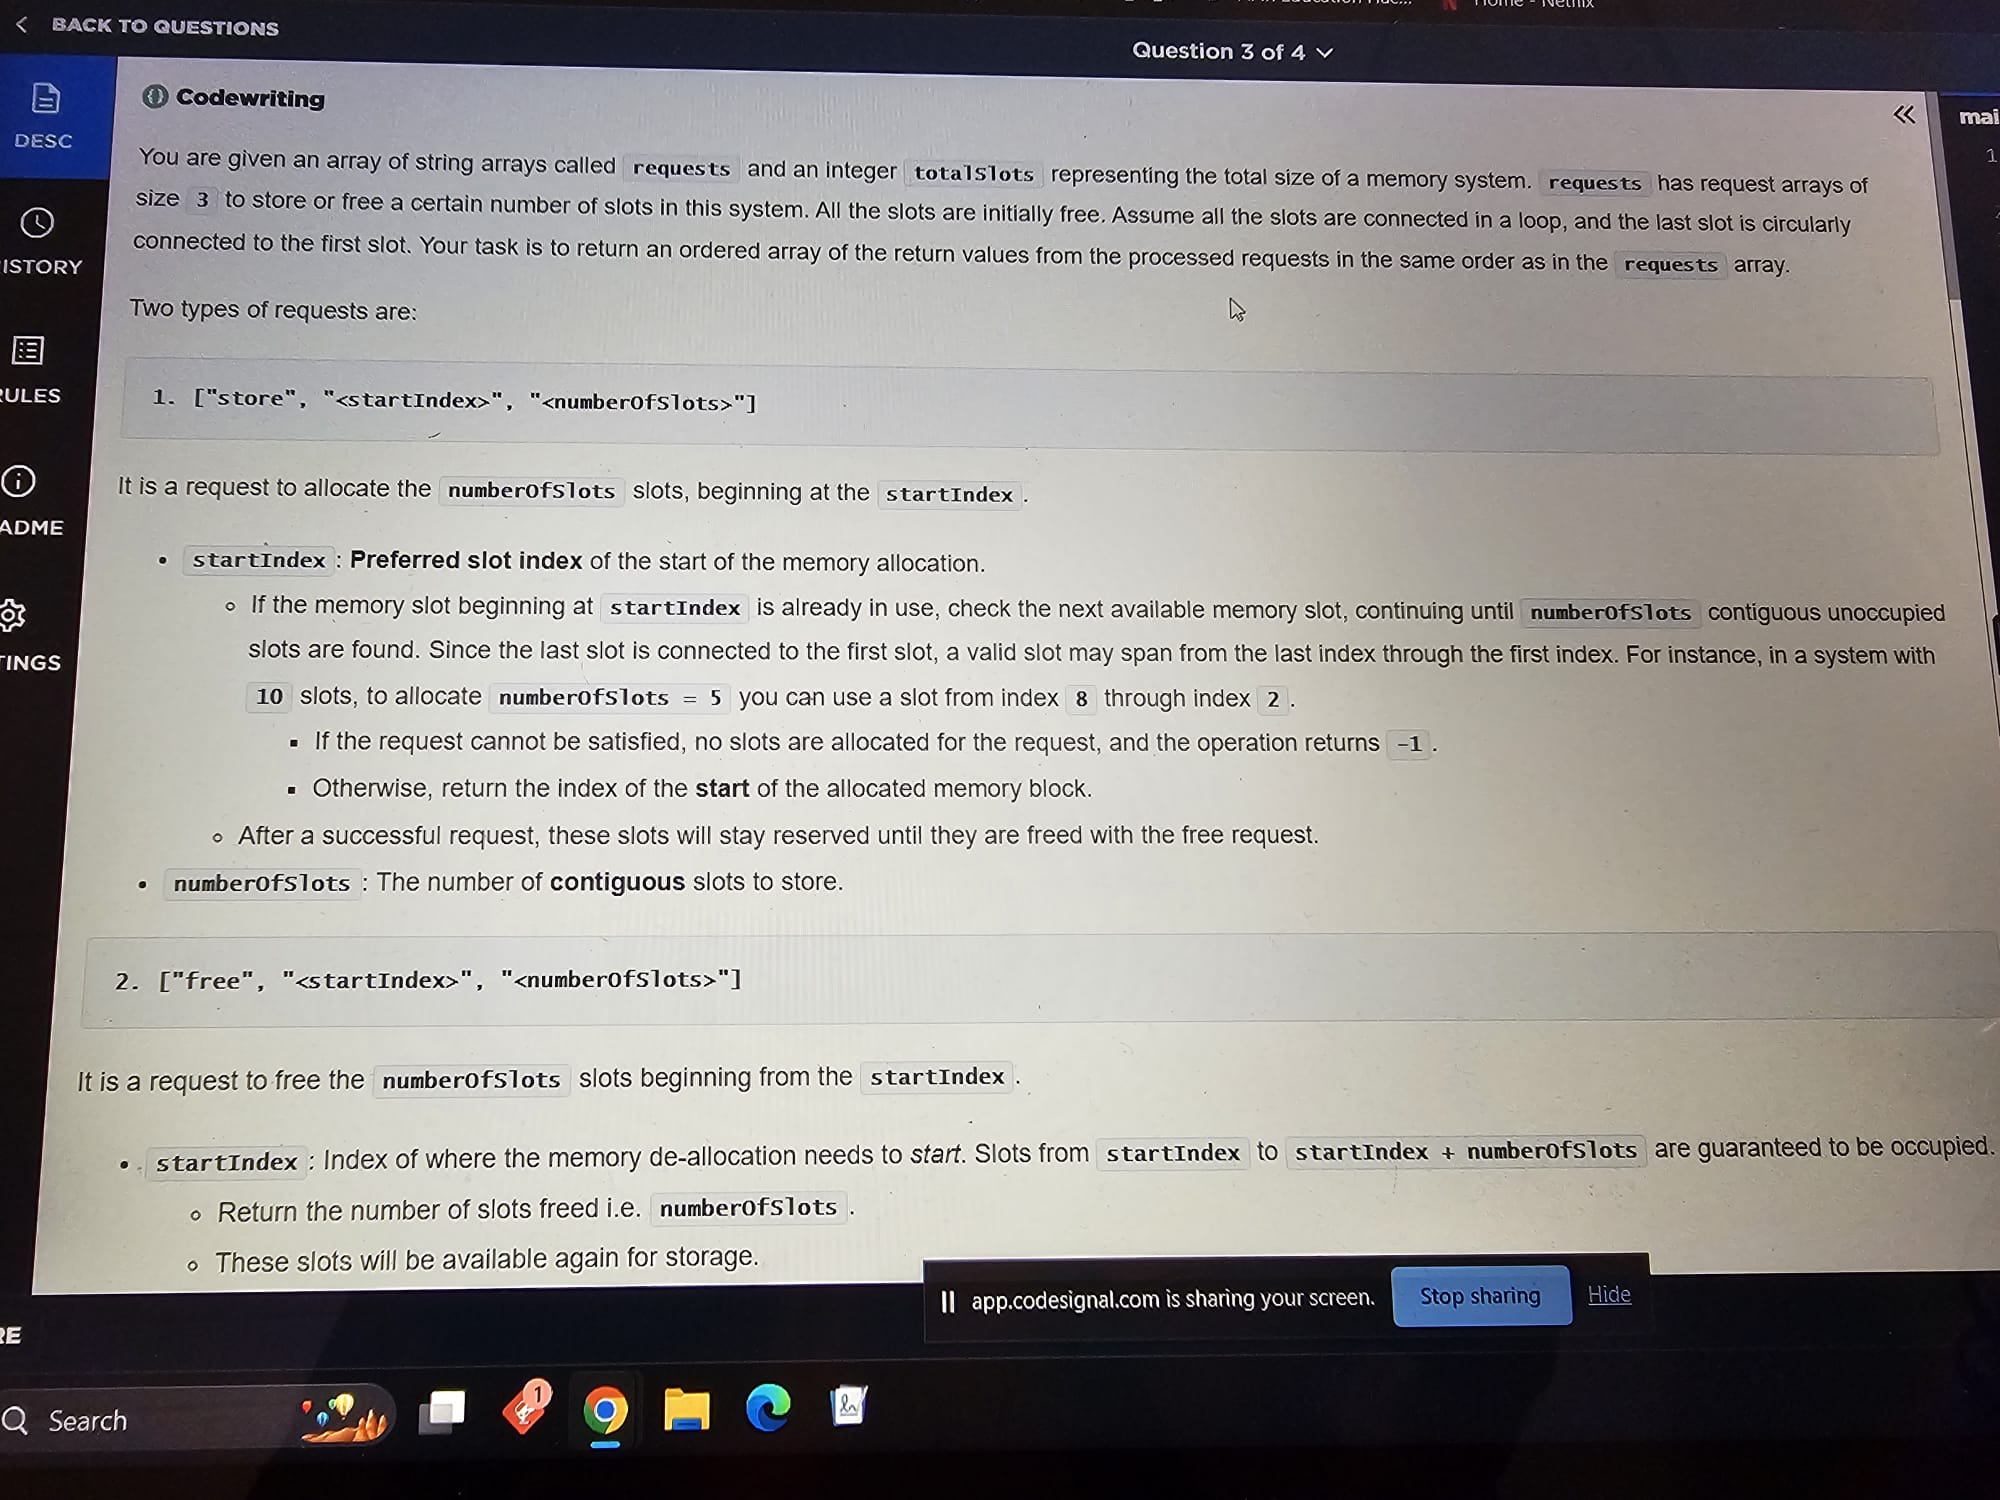 BACK TO QUESTIONS
Question 3 of 4
DESC
ISTORY
RULES
ADME
TINGS
Codewriting
mai
1
You are given an array of string arrays called requests and an integer totalSlots representing the total size of a memory system. requests has request arrays of
size 3 to store or free a certain number of slots in this system. All the slots are initially free. Assume all the slots are connected in a loop, and the last slot is circularly
connected to the first slot. Your task is to return an ordered array of the return values from the processed requests in the same order as in the requests array.
Two types of requests are:
1. ["store", "<startIndex>", "<numberOfSlots>"]
It is a request to allocate the numberOfSlots slots, beginning at the startIndex.
• startIndex: Preferred slot index of the start of the memory allocation.
◦ If the memory slot beginning at startIndex is already in use, check the next available memory slot, continuing until numberOfSlots contiguous unoccupied
slots are found. Since the last slot is connected to the first slot, a valid slot may span from the last index through the first index. For instance, in a system with
10 slots, to allocate numberOfSlots = 5 you can use a slot from index 8 through index 2.
▪ If the request cannot be satisfied, no slots are allocated for the request, and the operation returns -1.
▪ Otherwise, return the index of the start of the allocated memory block.
◦ After a successful request, these slots will stay reserved until they are freed with the free request.
• numberOfSlots: The number of contiguous slots to store.
2. ["free", "<startIndex>", "<numberOfSlots>"]
It is a request to free the numberOfSlots slots beginning from the startIndex.
• startIndex: Index of where the memory de-allocation needs to start. Slots from startIndex to startIndex + numberOfSlots are guaranteed to be occupied.
◦ Return the number of slots freed i.e. numberOfSlots.
◦ These slots will be available again for storage.
app.codesignal.com is sharing your screen.
Stop sharing
Hide
RE
Search
1